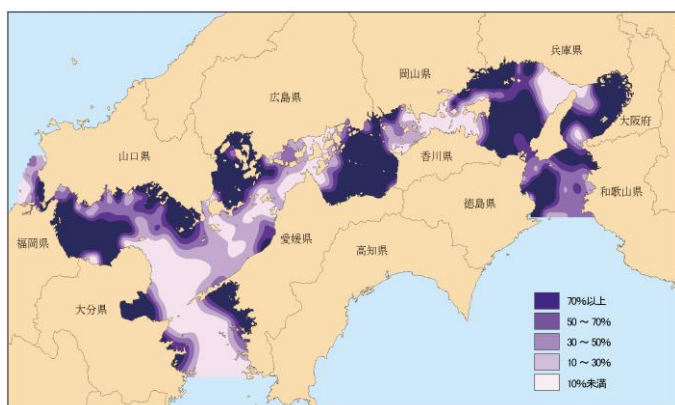 兵庫県
岡山県
広島県
大阪府
山口県
香川県
和歌山県
徳島県
福岡県
愛媛県
高知県
大分県
70%以上
50～70%
30～50%
10～30%
10%未満